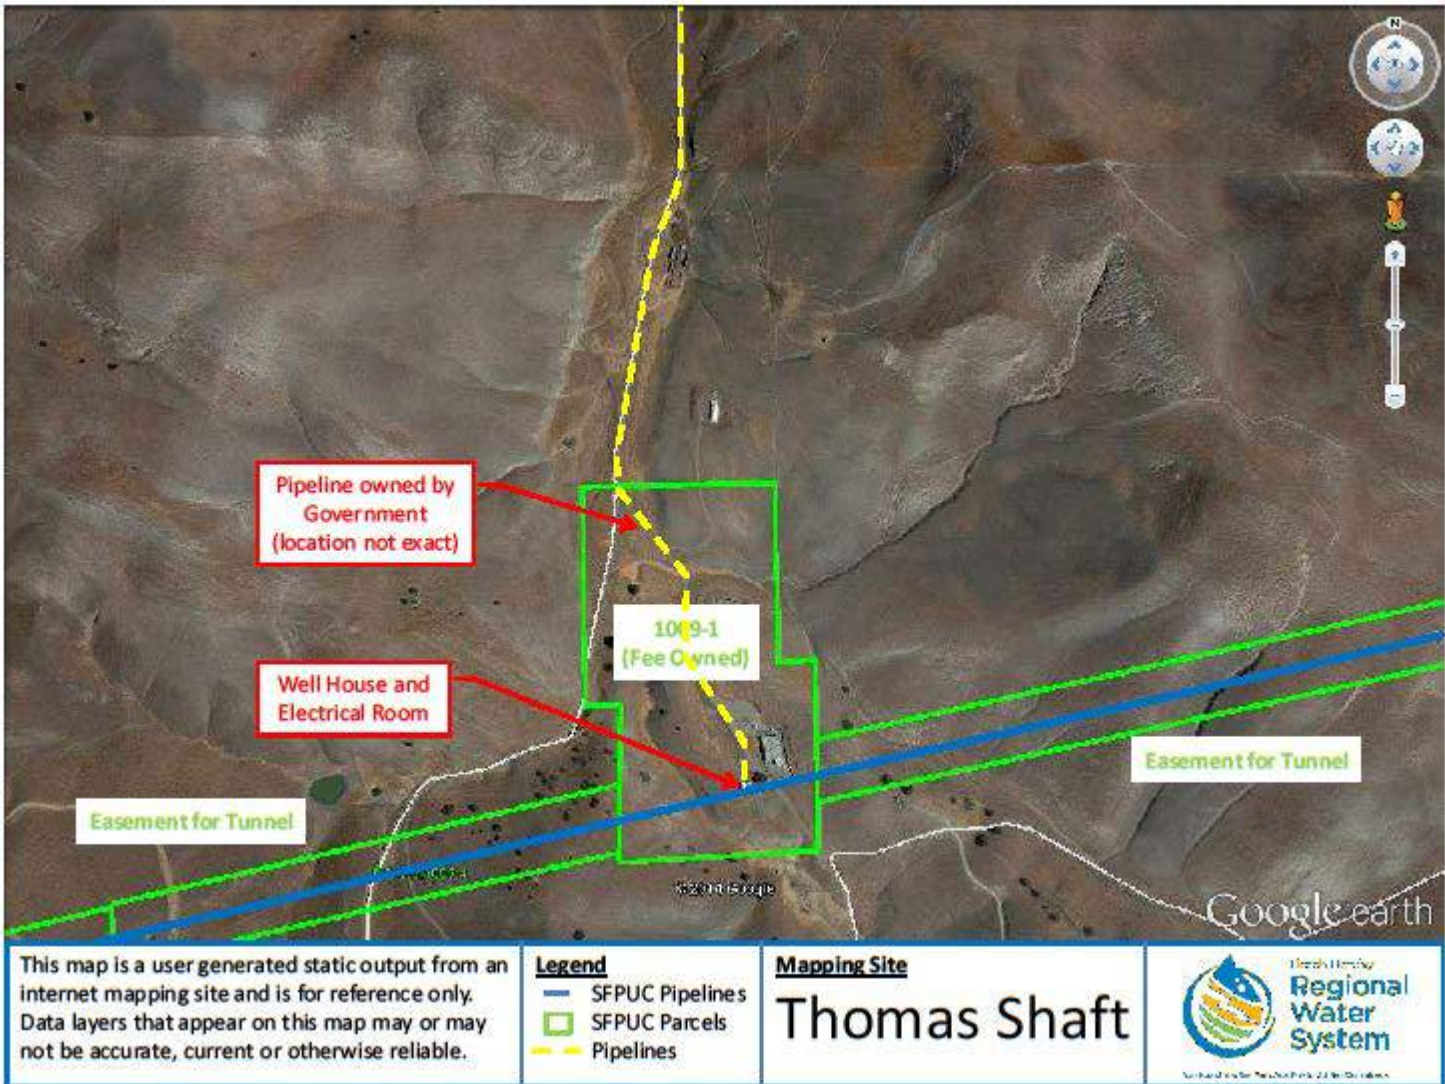 N
Pipeline owned by
Government
(location not exact)
1009-1
(Fee Owned)
Well House and
Electrical Room
Easement for Tunnel
Easement for Tunnel
Google earth
This map is a user generated static output from an
internet mapping site and is for reference only.
Data layers that appear on this map may or may
not be accurate, current or otherwise reliable.
Legend
SFPUC Pipelines
SFPUC Parcels
Pipelines
Mapping Site
Thomas Shaft
Hetch Hetchy
Regional
Water
System